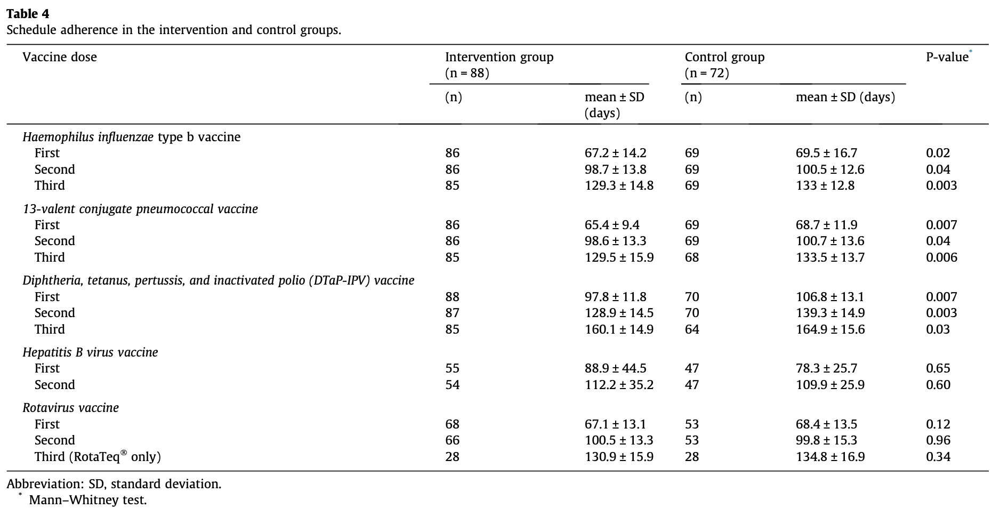 Table 4
Schedule adherence in the intervention and control groups.
Vaccine dose Intervention group Control group P-value*
(n = 88) (n = 72)
(n) mean ± SD (n) mean ± SD (days)
(days)
Haemophilus influenzae type b vaccine
First 86 67.2 ± 14.2 69 69.5 ± 16.7 0.02
Second 86 98.7 ± 13.8 69 100.5 ± 12.6 0.04
Third 85 129.3 ± 14.8 69 133 ± 12.8 0.003
13-valent conjugate pneumococcal vaccine
First 86 65.4 ± 9.4 69 68.7 ± 11.9 0.007
Second 86 98.6 ± 13.3 69 100.7 ± 13.6 0.04
Third 85 129.5 ± 15.9 68 133.5 ± 13.7 0.006
Diphtheria, tetanus, pertussis, and inactivated polio (DTaP-IPV) vaccine
First 88 97.8 ± 11.8 70 106.8 ± 13.1 0.007
Second 87 128.9 ± 14.5 70 139.3 ± 14.9 0.003
Third 85 160.1 ± 14.9 64 164.9 ± 15.6 0.03
Hepatitis B virus vaccine
First 55 88.9 ± 44.5 47 78.3 ± 25.7 0.65
Second 54 112.2 ± 35.2 47 109.9 ± 25.9 0.60
Rotavirus vaccine
First 68 67.1 ± 13.1 53 68.4 ± 13.5 0.12
Second 66 100.5 ± 13.3 53 99.8 ± 15.3 0.96
Third (RotaTeq® only) 28 130.9 ± 15.9 28 134.8 ± 16.9 0.34
Abbreviation: SD, standard deviation.
* Mann–Whitney test.